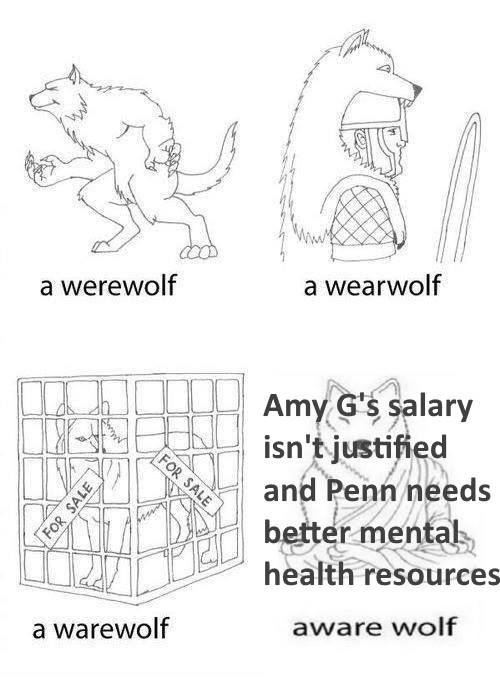 a werewolf
a wearwolf
FOR SALE
FOR SALE
a warewolf
Amy G's salary
isn't justified
and Penn needs
better mental
health resources
aware wolf